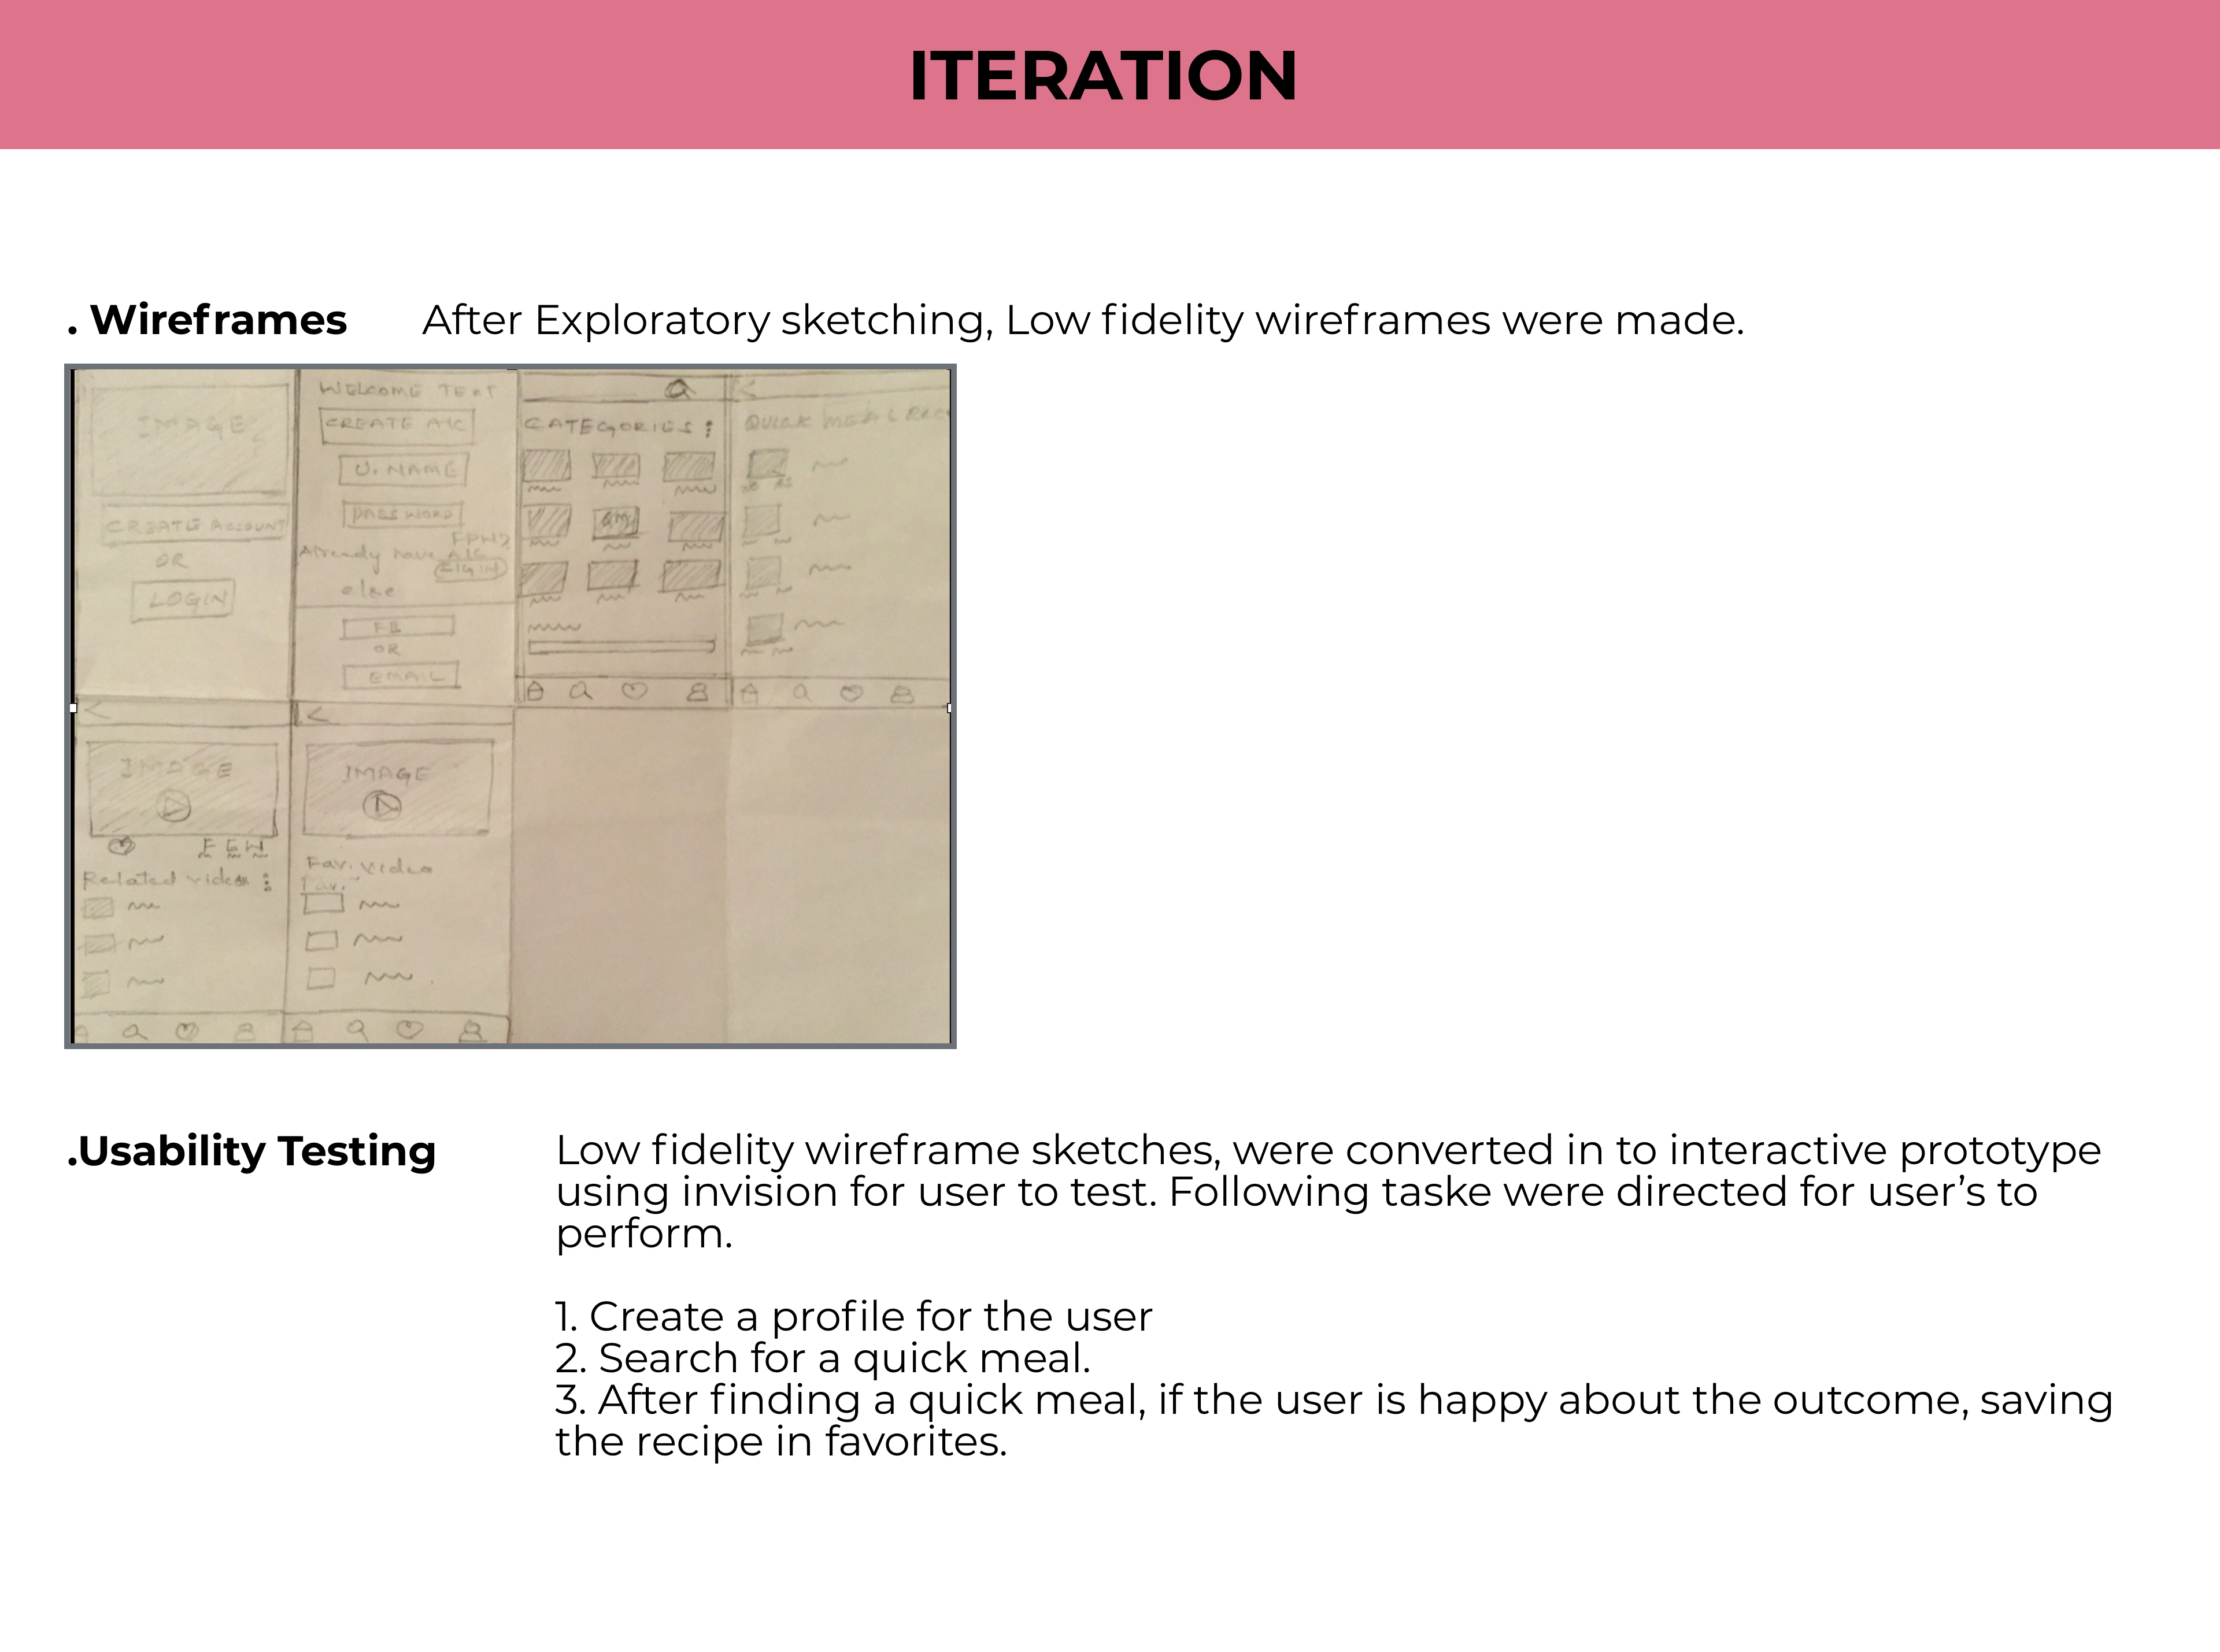 ITERATION
. Wireframes After Exploratory sketching, Low fidelity wireframes were made.
IMAGE
CREATE ACCOUNT
OR
LOGIN
WELCOME TEXT
CREATE A/C
U. NAME
PASSWORD
FPW?
Already have A/C
else
FB
OR
EMAIL
CATEGORIES :
QM
QUICK MEAL
IMAGE
F E W
Related videos :
IMAGE
Fav. video
Fav.
.Usability Testing
Low fidelity wireframe sketches, were converted in to interactive prototype
using invision for user to test. Following taske were directed for user’s to
perform.
1. Create a profile for the user
2. Search for a quick meal.
3. After finding a quick meal, if the user is happy about the outcome, saving
the recipe in favorites.